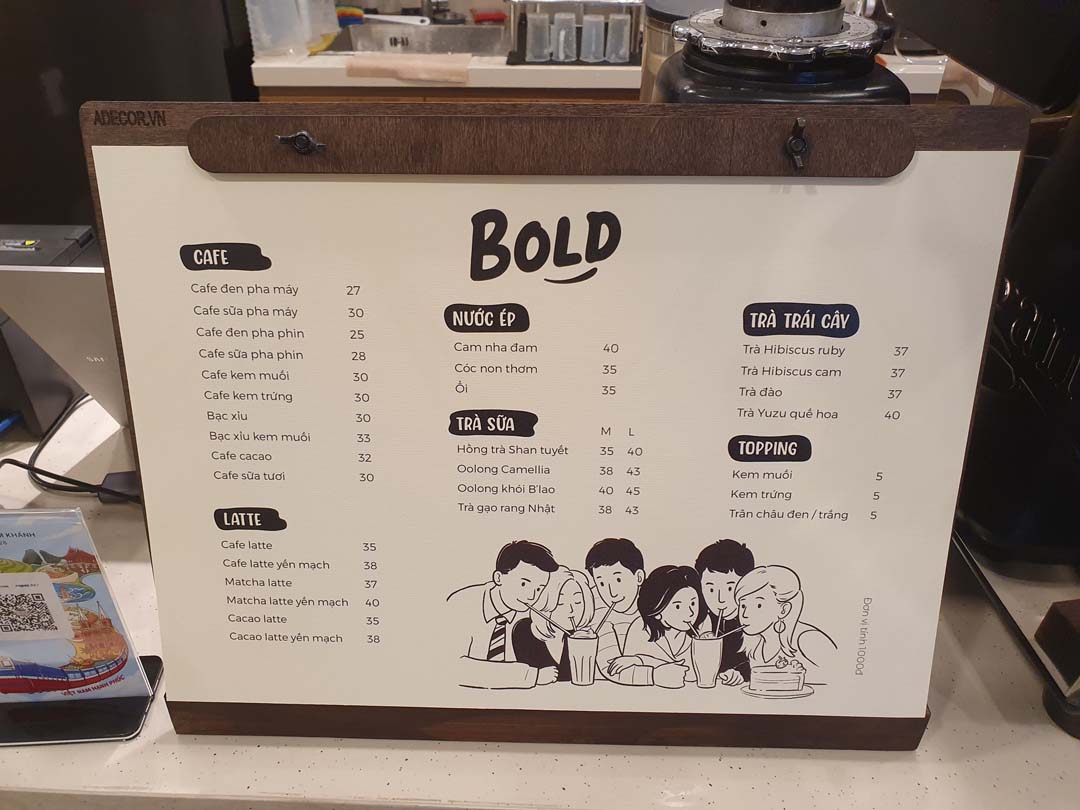 ADECOR.VN
BOLD
CAFE
Cafe đen pha máy 27
Cafe sữa pha máy 30
Cafe đen pha phin 25
Cafe sữa pha phin 28
Cafe kem muối 30
Cafe kem trứng 30
Bạc xỉu 30
Bạc xỉu kem muối 33
Cafe cacao 32
Cafe sữa tươi 30
LATTE
Cafe latte 35
Cafe latte yến mạch 38
Matcha latte 37
Matcha latte yến mạch 40
Cacao latte 35
Cacao latte yến mạch 38
NƯỚC ÉP
Cam nha đam 40
Cóc non thơm 35
Ổi 35
TRÀ SỮA
M L
Hồng trà Shan tuyết 35 40
Oolong Camellia 38 43
Oolong khói B'lao 40 45
Trà gạo rang Nhật 38 43
TRÀ TRÁI CÂY
Trà Hibiscus ruby 37
Trà Hibiscus cam 37
Trà đào 37
Trà Yuzu quế hoa 40
TOPPING
Kem muối 5
Kem trứng 5
Trân châu đen / trắng 5
Đơn vị tính 1000đ
VIỆT NAM HẠNH PHÚC